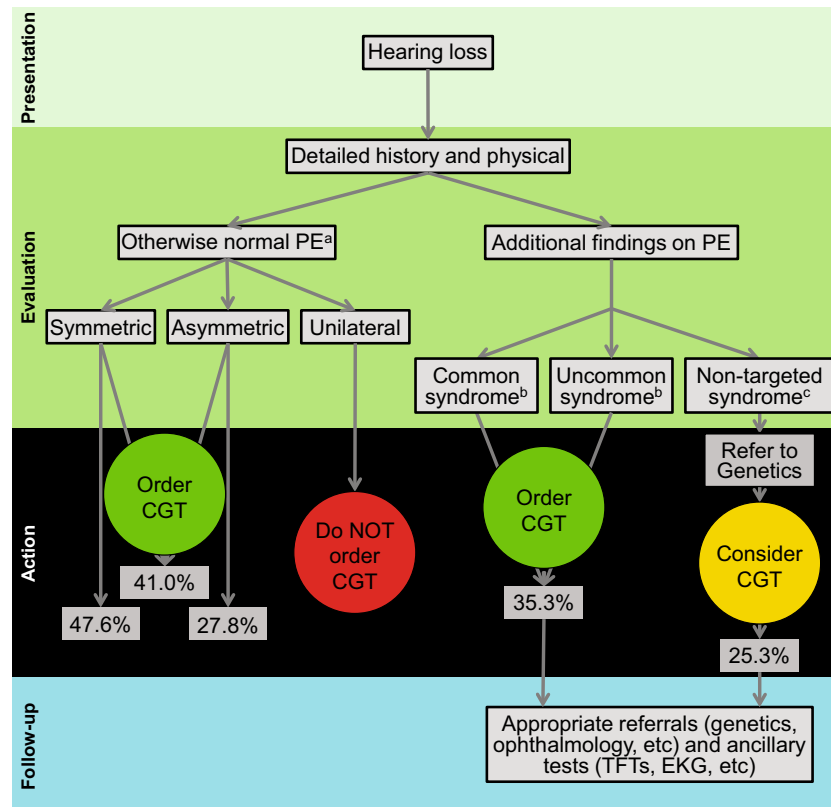 Presentation
Hearing loss
Evaluation
Detailed history and physical
Otherwise normal PEᵃ
Additional findings on PE
Symmetric
Asymmetric
Unilateral
Common
syndromeᵇ
Uncommon
syndromeᵇ
Non-targeted
syndromeᶜ
Action
Refer to
Genetics
Order
CGT
Do NOT
order
CGT
Order
CGT
Consider
CGT
41.0%
47.6%
27.8%
35.3%
25.3%
Follow-up
Appropriate referrals (genetics,
ophthalmology, etc) and ancillary
tests (TFTs, EKG, etc)